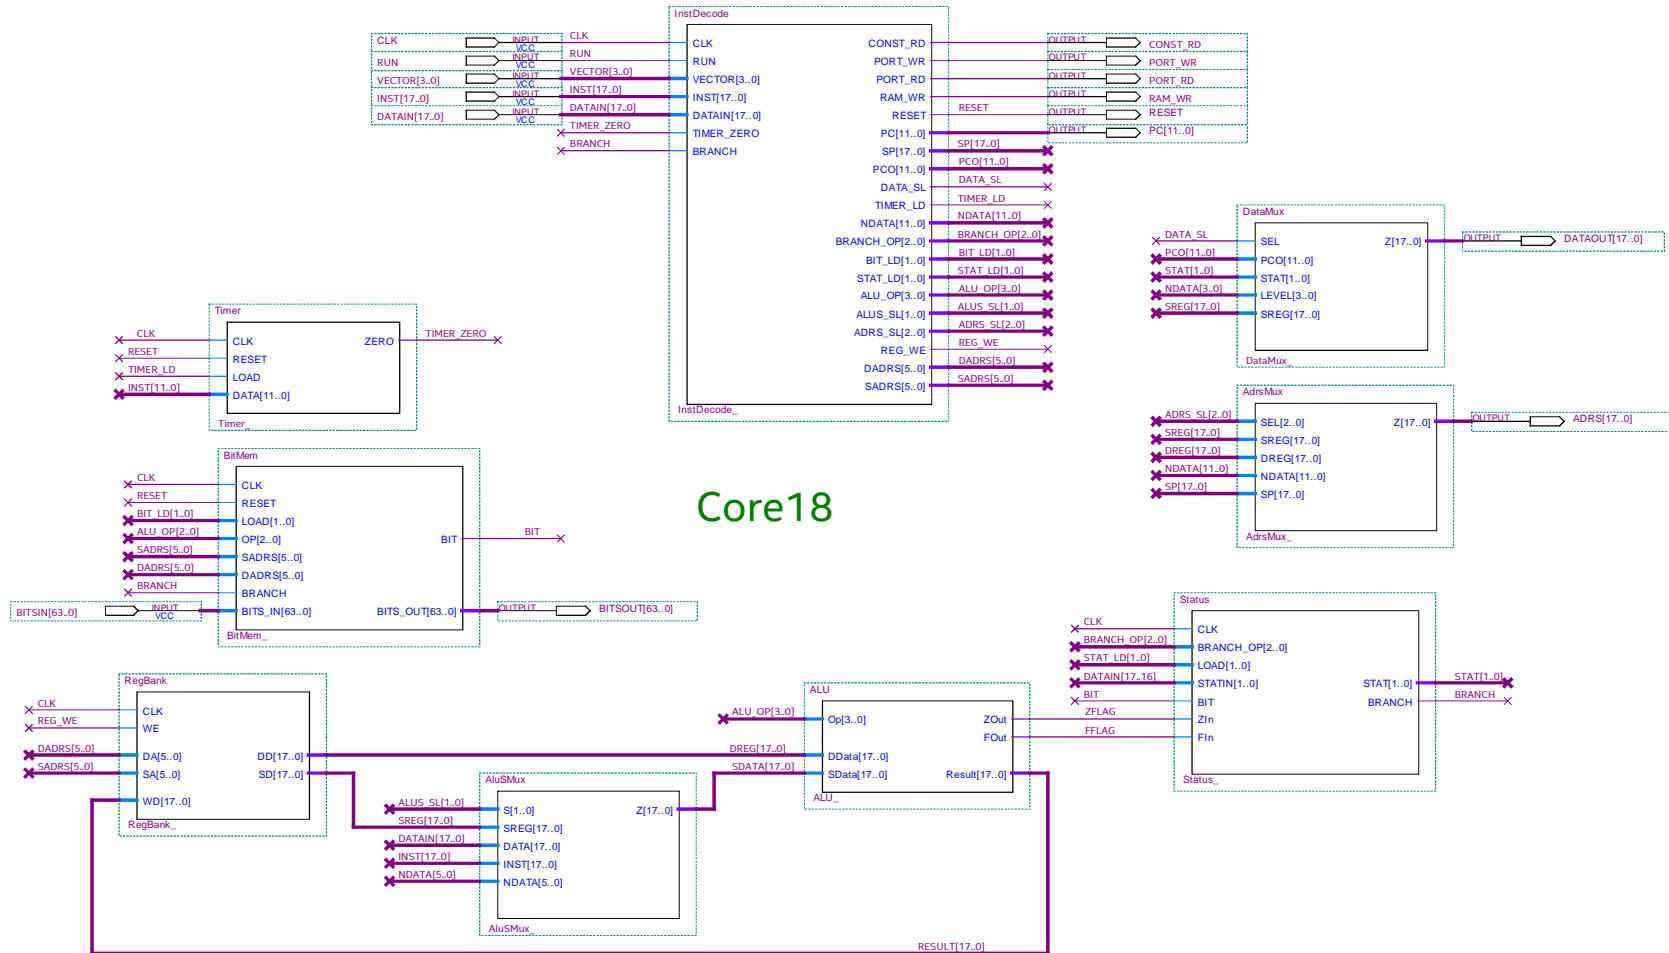 InstDecode
CLK INPUT VCC CLK CLK CONST_RD OUTPUT CONST_RD
RUN INPUT VCC RUN RUN PORT_WR OUTPUT PORT_WR
VECTOR[3..0] INPUT VCC VECTOR[3..0] VECTOR[3..0] PORT_RD OUTPUT PORT_RD
INST[17..0] INPUT VCC INST[17..0] INST[17..0] RAM_WR OUTPUT RAM_WR
DATAIN[17..0] INPUT VCC DATAIN[17..0] DATAIN[17..0] RESET RESET OUTPUT RESET
TIMER_ZERO TIMER_ZERO PC[11..0] OUTPUT PC[11..0]
BRANCH BRANCH SP[17..0] SP[17..0]
PCO[11..0] PCO[11..0]
DATA_SL DATA_SL
TIMER_LD TIMER_LD
NDATA[11..0] NDATA[11..0]
BRANCH_OP[2..0] BRANCH_OP[2..0]
BIT_LD[1..0] BIT_LD[1..0]
STAT_LD[1..0] STAT_LD[1..0]
ALU_OP[3..0] ALU_OP[3..0]
ALUS_SL[1..0] ALUS_SL[1..0]
ADRS_SL[2..0] ADRS_SL[2..0]
REG_WE REG_WE
DADRS[5..0] DADRS[5..0]
SADRS[5..0] SADRS[5..0]
InstDecode_
DataMux
DATA_SL SEL Z[17..0] OUTPUT DATAOUT[17..0]
PCO[11..0] PCO[11..0]
STAT[1..0] STAT[1..0]
NDATA[3..0] LEVEL[3..0]
SREG[17..0] SREG[17..0]
DataMux_
Timer
CLK CLK ZERO TIMER_ZERO
RESET RESET
TIMER_LD LOAD
INST[11..0] DATA[11..0]
Timer_
AdrsMux
ADRS_SL[2..0] SEL[2..0] Z[17..0] OUTPUT ADRS[17..0]
SREG[17..0] SREG[17..0]
DREG[17..0] DREG[17..0]
NDATA[11..0] NDATA[11..0]
SP[17..0] SP[17..0]
AdrsMux_
BitMem
CLK CLK
RESET RESET
BIT_LD[1..0] LOAD[1..0]
ALU_OP[2..0] OP[2..0] BIT BIT
SADRS[5..0] SADRS[5..0]
DADRS[5..0] DADRS[5..0]
BRANCH BRANCH
BITSIN[63..0] INPUT VCC BITS_IN[63..0] BITS_OUT[63..0] OUTPUT BITSOUT[63..0]
BitMem_
Core18
Status
CLK CLK
BRANCH_OP[2..0] BRANCH_OP[2..0]
STAT_LD[1..0] LOAD[1..0]
DATAIN[17..16] STATIN[1..0] STAT[1..0] STAT[1..0]
BIT BIT BRANCH BRANCH
ZIn
FIn
Status_
RegBank
CLK CLK
REG_WE WE
DADRS[5..0] DA[5..0] DD[17..0]
SADRS[5..0] SA[5..0] SD[17..0]
WD[17..0]
RegBank_
ALU
ALU_OP[3..0] Op[3..0] ZOut ZFLAG
FOut FFLAG
DREG[17..0] DData[17..0]
SDATA[17..0] SData[17..0] Result[17..0]
ALU_
AluSMux
ALUS_SL[1..0] S[1..0] Z[17..0]
SREG[17..0] SREG[17..0]
DATAIN[17..0] DATA[17..0]
INST[17..0] INST[17..0]
NDATA[5..0] NDATA[5..0]
AluSMux_
RESULT[17..0]